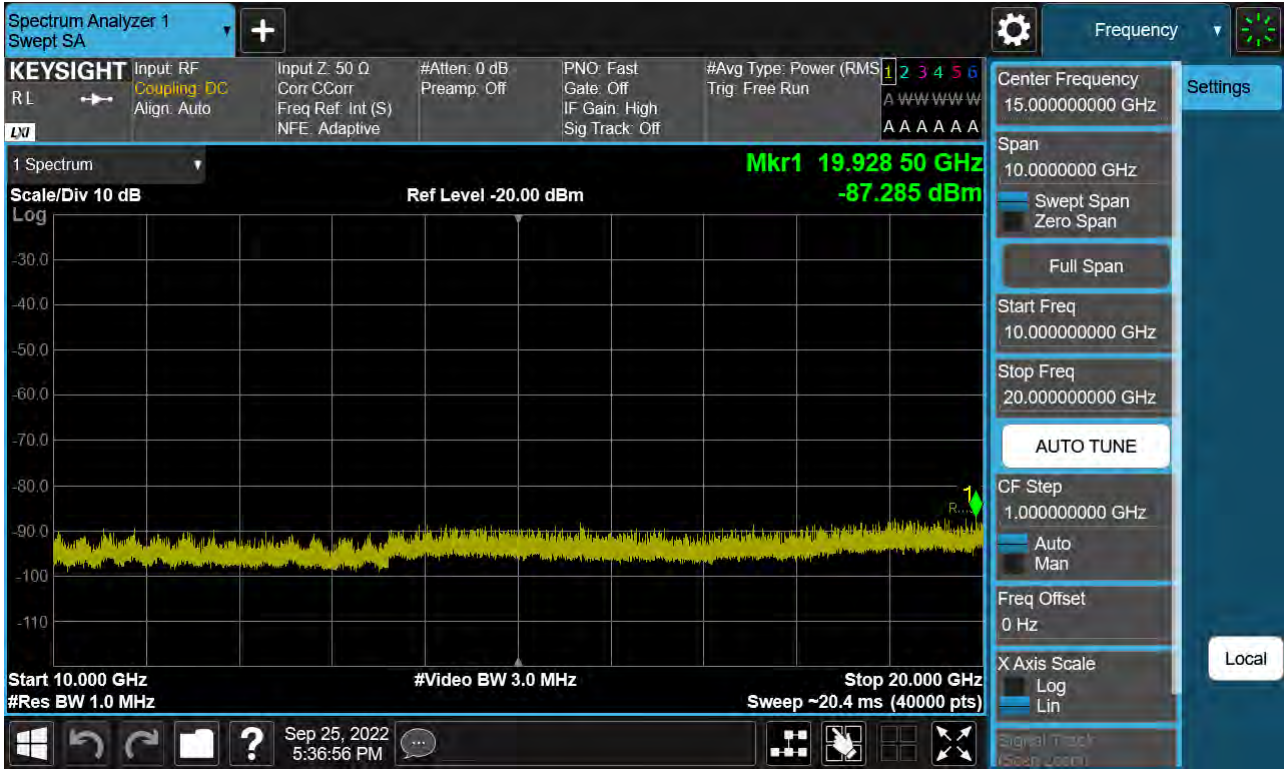 Spectrum Analyzer 1
Swept SA
Frequency
KEYSIGHT
R L
LXI
Input: RF
Coupling: DC
Align: Auto
Input Z: 50 Ω
Corr CCorr
Freq Ref: Int (S)
NFE: Adaptive
#Atten: 0 dB
Preamp: Off
PNO: Fast
Gate: Off
IF Gain: High
Sig Track: Off
#Avg Type: Power (RMS
Trig: Free Run
1 2 3 4 5 6
A W W W W W
A A A A A A
1 Spectrum
Mkr1 19.928 50 GHz
Scale/Div 10 dB
Ref Level -20.00 dBm
-87.285 dBm
Log
-30.0
-40.0
-50.0
-60.0
-70.0
-80.0
-90.0
-100
-110
1
R...
Start 10.000 GHz
#Video BW 3.0 MHz
Stop 20.000 GHz
#Res BW 1.0 MHz
Sweep ~20.4 ms (40000 pts)
Center Frequency
15.000000000 GHz
Settings
Span
10.0000000 GHz
Swept Span
Zero Span
Full Span
Start Freq
10.000000000 GHz
Stop Freq
20.000000000 GHz
AUTO TUNE
CF Step
1.000000000 GHz
Auto
Man
Freq Offset
0 Hz
X Axis Scale
Log
Lin
Local
Signal Track
(Span Zoom)
?
Sep 25, 2022
5:36:56 PM